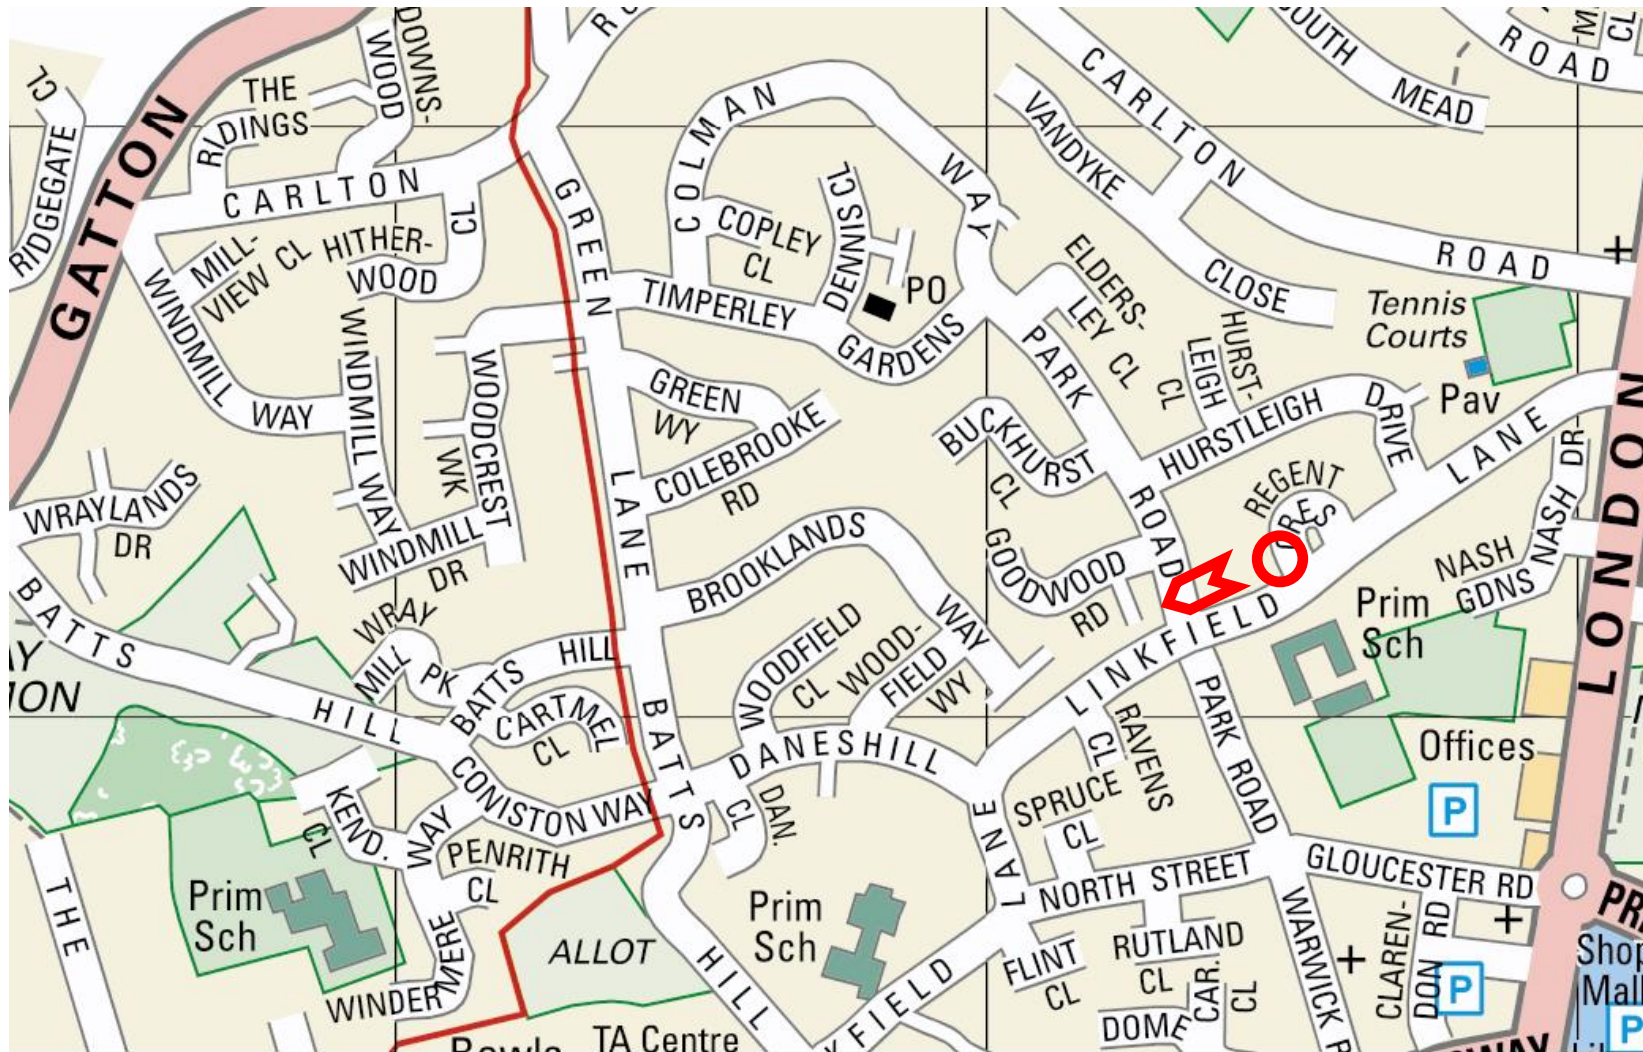 DOWNS-
WOOD
THE
RIDINGS
CL
RIDGEGATE
GATTON
CARLTON
MILL-
VIEW CL
HITHER-
WOOD
CL
WINDMILL WAY
WINDMILL WAY
WOODCREST
WK
WINDMILL
DR
WRAYLANDS
DR
GREEN
LANE
COLMAN
WAY
COPLEY
CL
DENNIS CL
PO
TIMPERLEY
GARDENS
GREEN
WY
COLEBROOKE
RD
CARLTON
ROAD
VANDYKE
CLOSE
MEAD
ROAD
CL
ELDERS-
LEY CL
PARK
ROAD
HURST-
LEIGH
CL
HURSTLEIGH
DRIVE
Tennis
Courts
Pav
BUCKHURST
CL
GOODWOOD
RD
REGENT
CRES
LINKFIELD
LANE
NASH DR
NASH
GDNS
LONDON
Prim
Sch
BROOKLANDS
WAY
WOODFIELD
CL
WOOD-
FIELD
WY
BATTS
HILL
WRAY
MILL
PK
BATTS
HILL
CARTMEL
CL
BATTS
HILL
DANESHILL
DAN.
CL
CONISTON WAY
KEND.
CL
WAY
PENRITH
CL
WINDER
MERE
Prim
Sch
THE
ALLOT
TA Centre
Bowls
Prim
Sch
LANE
RAVENS
CL
SPRUCE
CL
PARK ROAD
NORTH STREET
GLOUCESTER RD
Offices
P
FLINT
CL
RUTLAND
CL
DOME
CAR.
CL
WARWICK
CLAREN-
DON RD
P
Shop
Mall
P